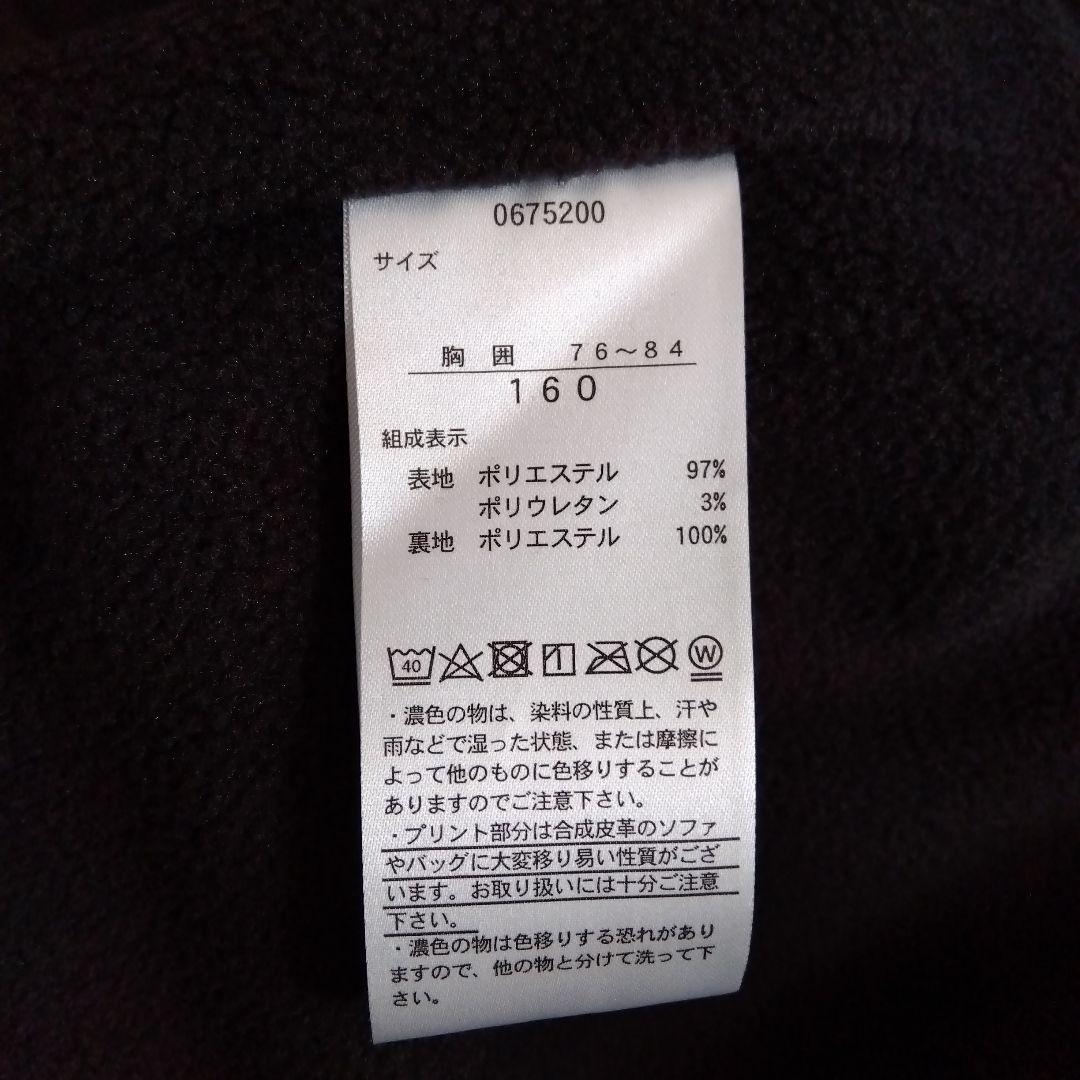 0675200
サイズ
胸 囲 76～84
160
組成表示
表地 ポリエステル 97%
ポリウレタン 3%
裏地 ポリエステル 100%
40 W
・濃色の物は、染料の性質上、汗や
雨などで湿った状態、または摩擦に
よって他のものに色移りすることが
ありますのでご注意下さい。
・プリント部分は合成皮革のソファ
やバッグに大変移り易い性質がござ
います。お取り扱いには十分ご注意
下さい。
・濃色の物は色移りする恐れがあり
ますので、他の物と分けて洗って下
さい。